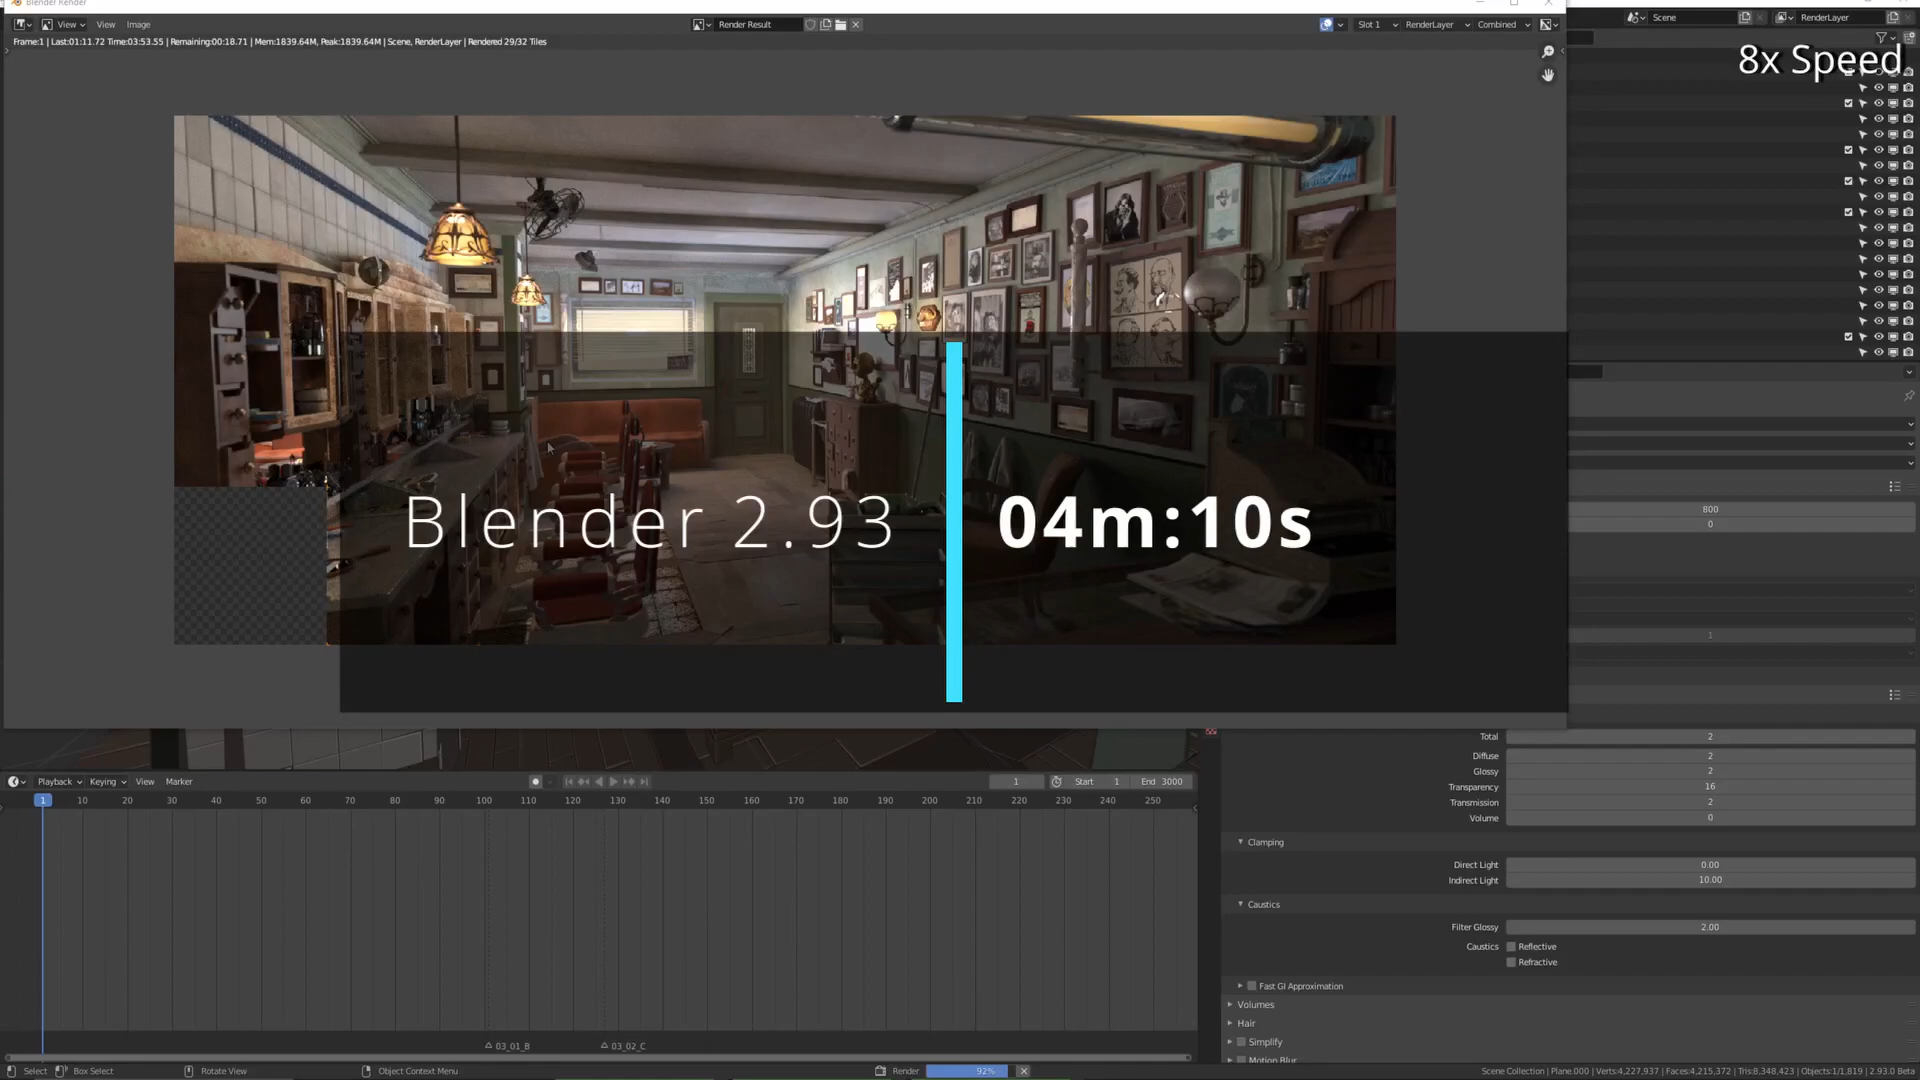 Blender Render
View View Image Render Result Slot 1 RenderLayer Combined
Scene RenderLayer
Frame:1 | Last:01:11.72 Time:03:53.55 | Remaining:00:18.71 | Mem:1839.64M, Peak:1839.64M | Scene, RenderLayer | Rendered 29/32 Tiles
8x Speed
Blender 2.93
04m:10s
800
0
1
Total 2
Diffuse 2
Glossy 2
Transparency 16
Transmission 2
Volume 0
Clamping
Direct Light 0.00
Indirect Light 10.00
Caustics
Filter Glossy 2.00
Caustics Reflective
Refractive
Fast GI Approximation
Volumes
Hair
Simplify
Motion Blur
Playback Keying View Marker 1 Start 1 End 3000
1 10 20 30 40 50 60 70 80 90 100 110 120 130 140 150 160 170 180 190 200 210 220 230 240 250
03_01_B 03_02_C
Select Box Select Rotate View Object Context Menu Render 92% Scene Collection | Plane.000 | Verts:4,227,937 | Faces:4,215,372 | Tris:8,348,423 | Objects:1/1,819 | 2.93.0 Beta